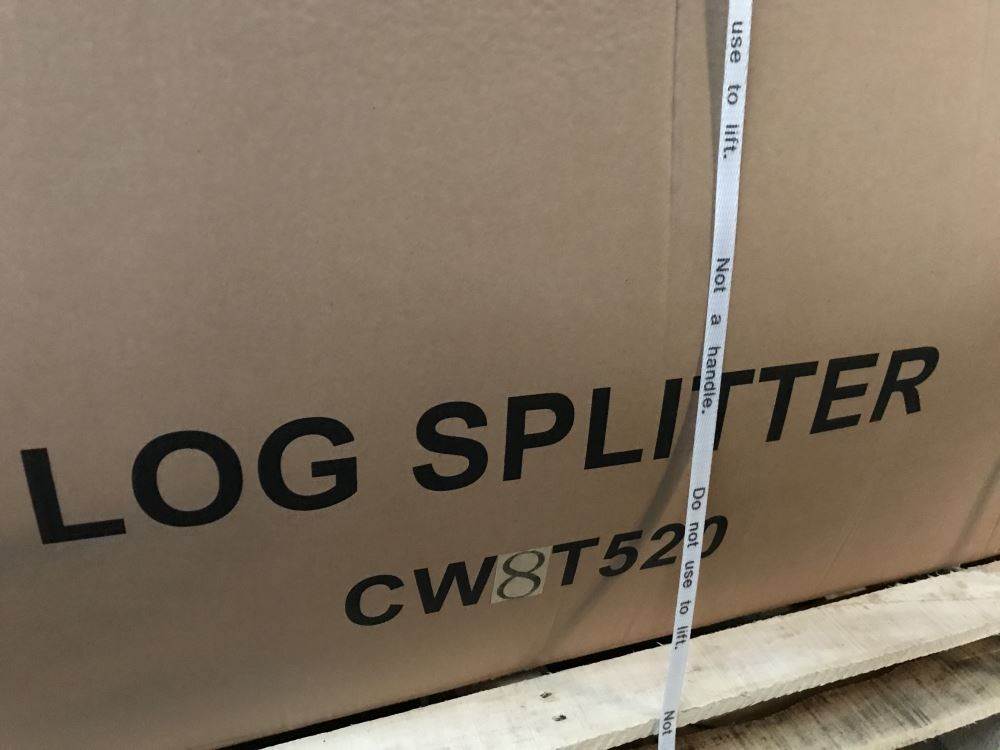 LOG SPLITTER
CW8T520
use to lift. Not a handle. Do not use to lift. Not